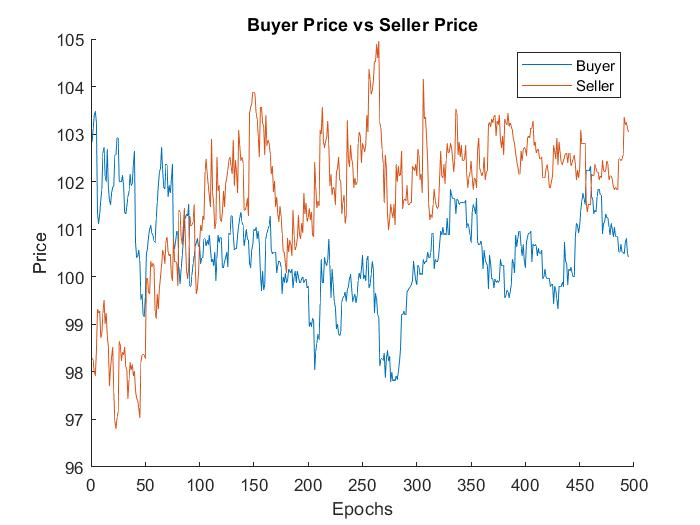 Buyer Price vs Seller Price
Buyer
Seller
105
104
103
102
101
100
99
98
97
96
Price
0 50 100 150 200 250 300 350 400 450 500
Epochs